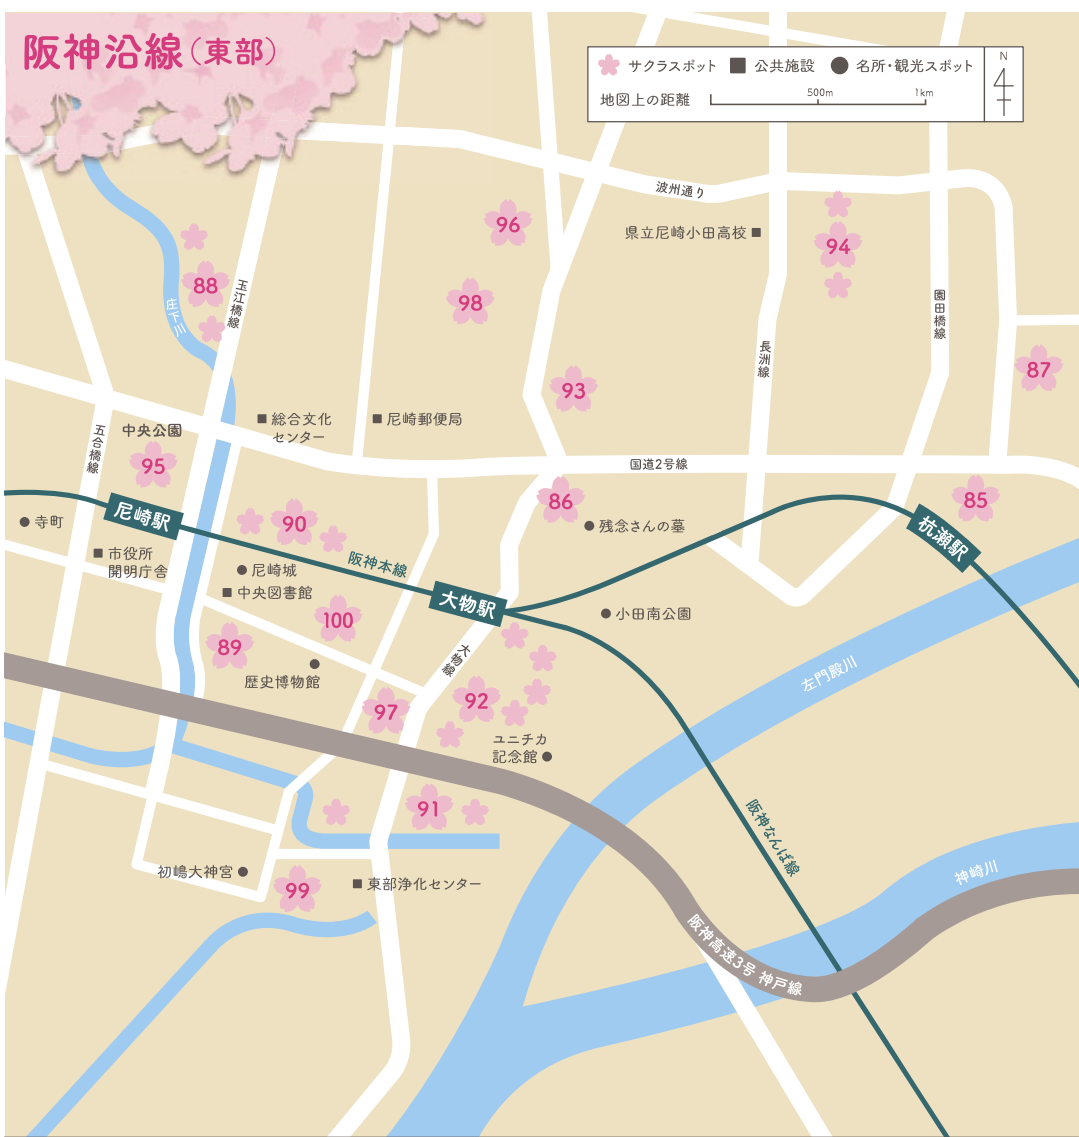 阪神沿線（東部）
サクラスポット ■ 公共施設 ● 名所・観光スポット
地図上の距離
500m
1km
N
波州通り
96
県立尼崎小田高校
94
88
98
玉江橋線
庄下川
園田橋線
長洲線
87
93
総合文化
センター
尼崎郵便局
中央公園
五合橋線
95
国道2号線
86
85
尼崎駅
寺町
90
残念さんの墓
杭瀬駅
市役所
開明庁舎
阪神本線
尼崎城
中央図書館
大物駅
100
小田南公園
89
歴史博物館
大物線
左門殿川
92
97
ユニチカ
記念館
91
阪神なんば線
初嶋大神宮
99
東部浄化センター
神崎川
阪神高速3号 神戸線